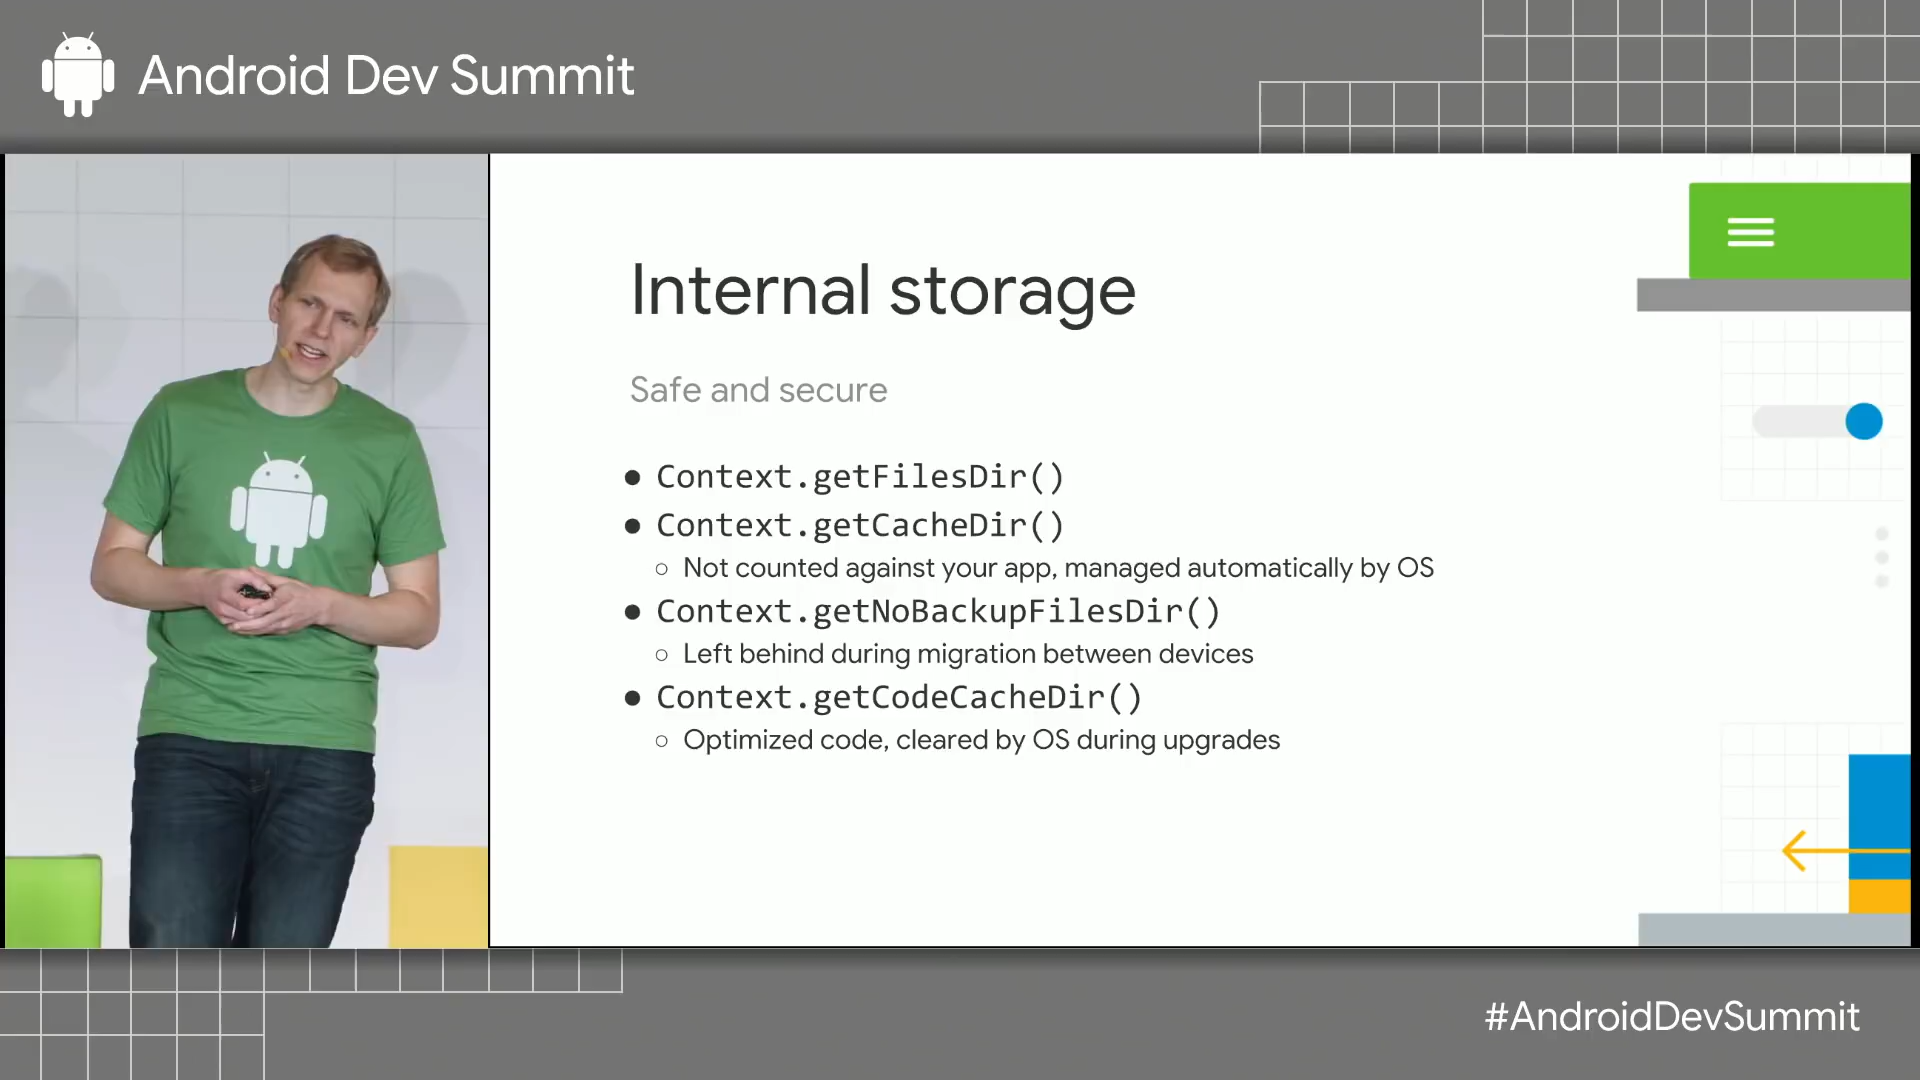 Android Dev Summit
Internal storage
Safe and secure
● Context.getFilesDir()
● Context.getCacheDir()
○ Not counted against your app, managed automatically by OS
● Context.getNoBackupFilesDir()
○ Left behind during migration between devices
● Context.getCodeCacheDir()
○ Optimized code, cleared by OS during upgrades
#AndroidDevSummit